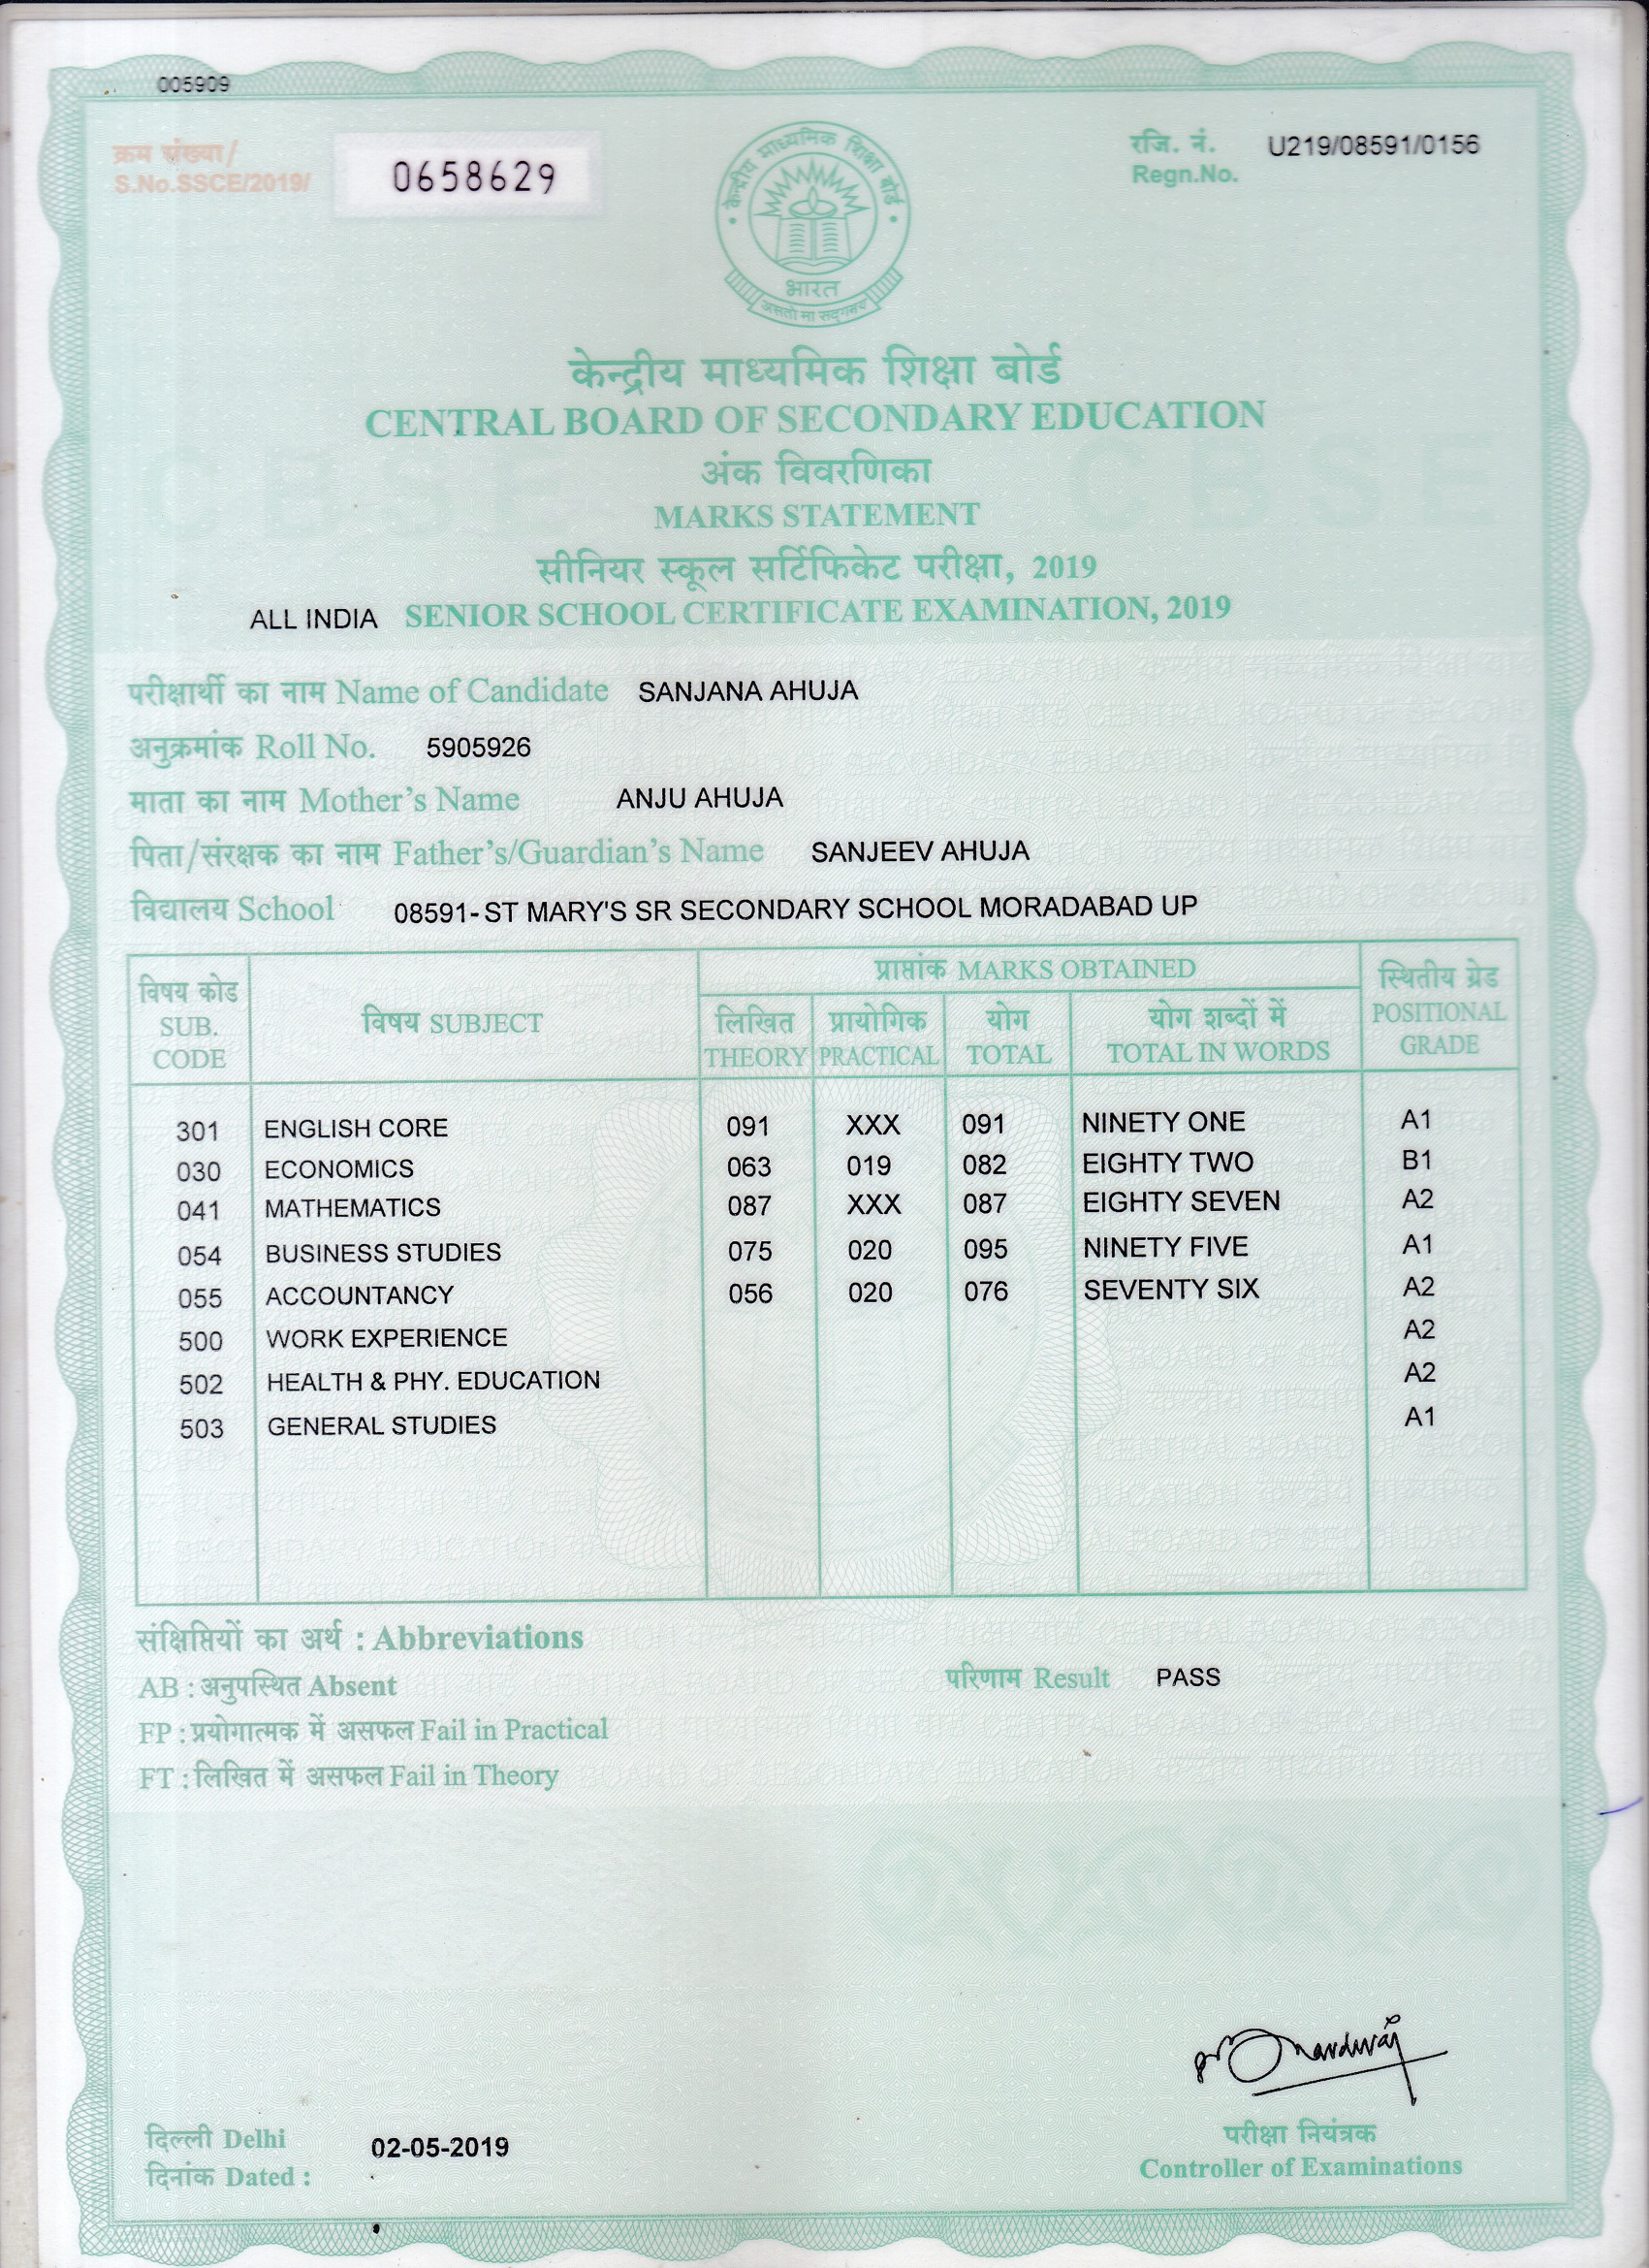 005909
क्रम संख्या/
S.No.SSCE/2019/ 0658629
रजि. नं. U219/08591/0156
Regn.No.
केन्द्रीय माध्यमिक शिक्षा बोर्ड
भारत
असतो मा सद्गमय
केन्द्रीय माध्यमिक शिक्षा बोर्ड
CENTRAL BOARD OF SECONDARY EDUCATION
अंक विवरणिका
MARKS STATEMENT
सीनियर स्कूल सर्टिफिकेट परीक्षा, 2019
ALL INDIA SENIOR SCHOOL CERTIFICATE EXAMINATION, 2019
परीक्षार्थी का नाम Name of Candidate SANJANA AHUJA
अनुक्रमांक Roll No. 5905926
माता का नाम Mother's Name ANJU AHUJA
पिता/संरक्षक का नाम Father's/Guardian's Name SANJEEV AHUJA
विद्यालय School 08591- ST MARY'S SR SECONDARY SCHOOL MORADABAD UP
विषय कोड SUB. CODE
विषय SUBJECT
प्राप्तांक MARKS OBTAINED
लिखित THEORY
प्रायोगिक PRACTICAL
योग TOTAL
योग शब्दों में TOTAL IN WORDS
स्थितीय ग्रेड POSITIONAL GRADE
301 ENGLISH CORE 091 XXX 091 NINETY ONE A1
030 ECONOMICS 063 019 082 EIGHTY TWO B1
041 MATHEMATICS 087 XXX 087 EIGHTY SEVEN A2
054 BUSINESS STUDIES 075 020 095 NINETY FIVE A1
055 ACCOUNTANCY 056 020 076 SEVENTY SIX A2
500 WORK EXPERIENCE A2
502 HEALTH & PHY. EDUCATION A2
503 GENERAL STUDIES A1
संक्षिप्तियों का अर्थ : Abbreviations
AB : अनुपस्थित Absent
परिणाम Result PASS
FP : प्रयोगात्मक में असफल Fail in Practical
FT : लिखित में असफल Fail in Theory
दिल्ली Delhi
दिनांक Dated : 02-05-2019
परीक्षा नियंत्रक
Controller of Examinations